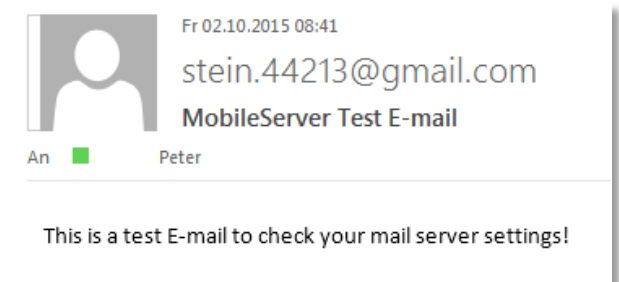 Fr 02.10.2015 08:41
stein.44213@gmail.com
MobileServer Test E-mail
An Peter
This is a test E-mail to check your mail server settings!